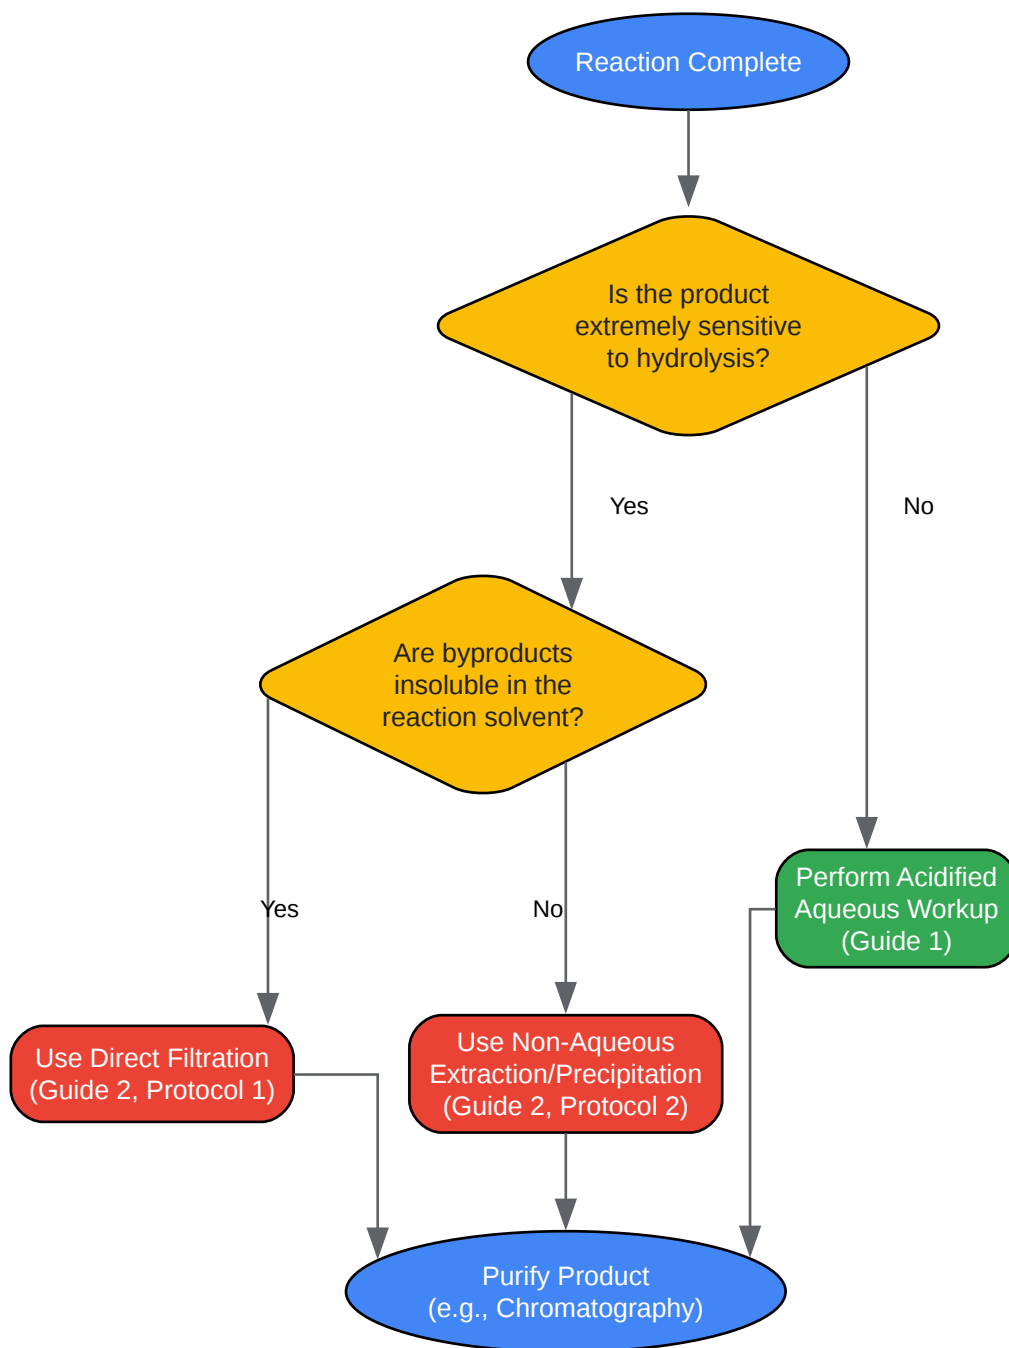 Reaction Complete
Is the product
extremely sensitive
to hydrolysis?
Yes
No
Are byproducts
insoluble in the
reaction solvent?
Yes
No
Perform Acidified
Aqueous Workup
(Guide 1)
Use Direct Filtration
(Guide 2, Protocol 1)
Use Non-Aqueous
Extraction/Precipitation
(Guide 2, Protocol 2)
Purify Product
(e.g., Chromatography)